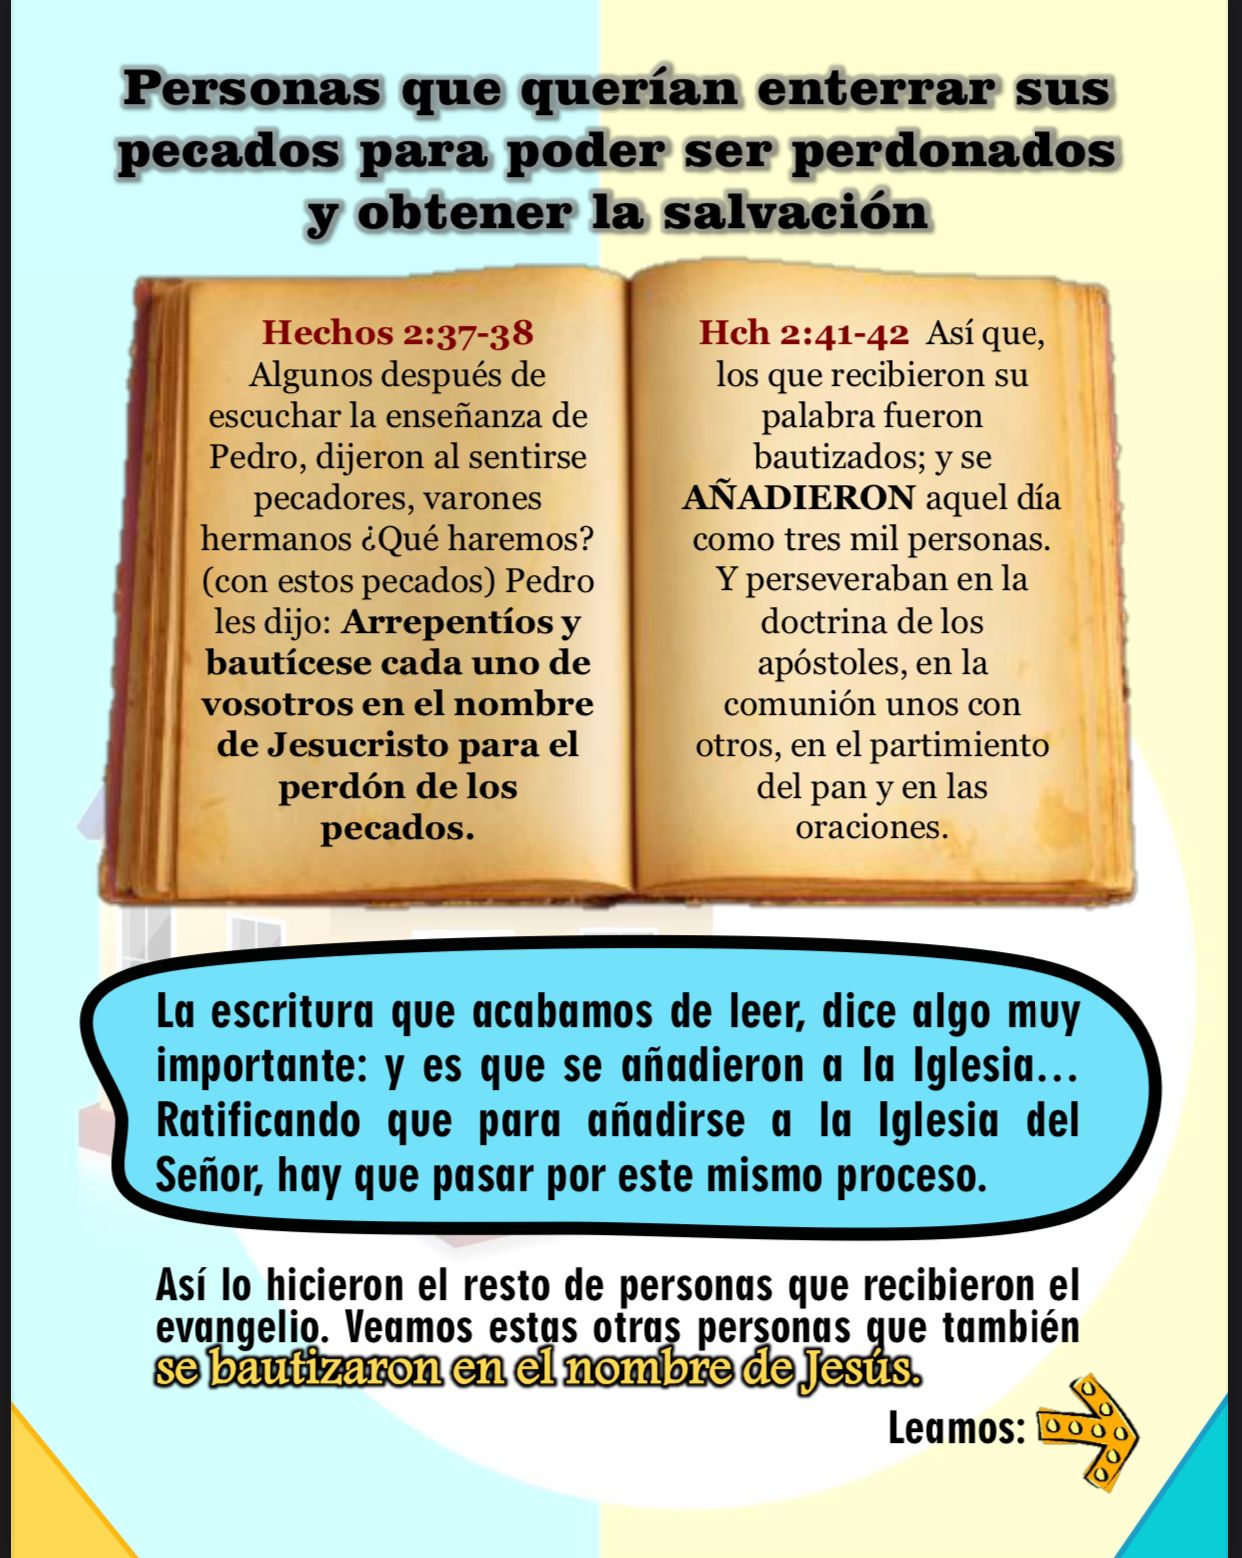 Personas que querían enterrar sus
pecados para poder ser perdonados
y obtener la salvación
Hechos 2:37-38
Algunos después de
escuchar la enseñanza de
Pedro, dijeron al sentirse
pecadores, varones
hermanos ¿Qué haremos?
(con estos pecados) Pedro
les dijo: Arrepentíos y
bautícese cada uno de
vosotros en el nombre
de Jesucristo para el
perdón de los
pecados.
Hch 2:41-42 Así que,
los que recibieron su
palabra fueron
bautizados; y se
AÑADIERON aquel día
como tres mil personas.
Y perseveraban en la
doctrina de los
apóstoles, en la
comunión unos con
otros, en el partimiento
del pan y en las
oraciones.
La escritura que acabamos de leer, dice algo muy
importante: y es que se añadieron a la Iglesia...
Ratificando que para añadirse a la Iglesia del
Señor, hay que pasar por este mismo proceso.
Así lo hicieron el resto de personas que recibieron el
evangelio. Veamos estas otras personas que también
se bautizaron en el nombre de Jesús.
Leamos: